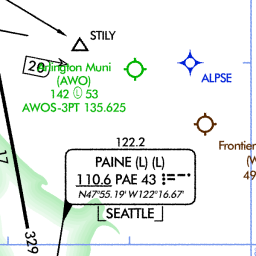 STILY
20
Arlington Muni
(AWO)
142 Ⓛ 53
AWOS-3PT 135.625
ALPSE
Frontier
(W
49
122.2
PAINE (L) (L)
110.6 PAE 43
N47°55.19' W122°16.67'
SEATTLE
17
329